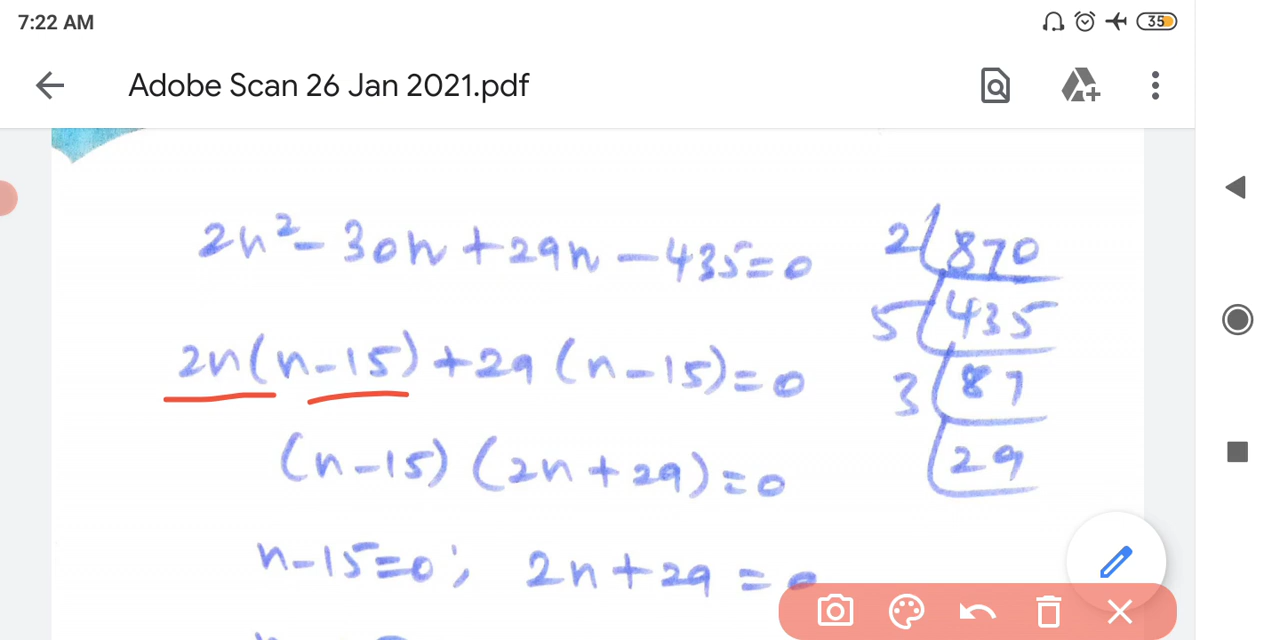 7:22 AM
35
Adobe Scan 26 Jan 2021.pdf
2n² - 30n + 29n - 435 = 0
2n(n-15) + 29(n-15) = 0
(n-15) (2n+29) = 0
n-15=0; 2n+29 = 0
2 870
5 435
3 87
29